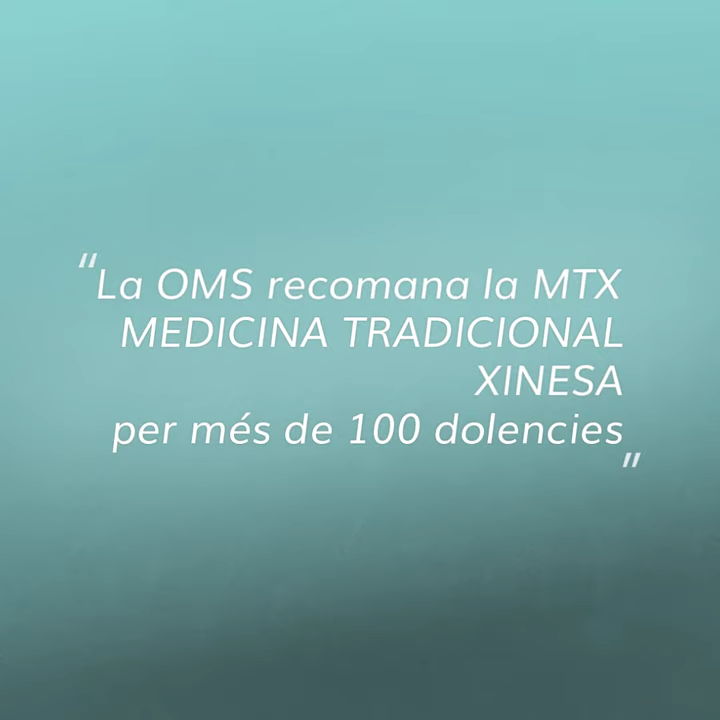 “La OMS recomana la MTX
MEDICINA TRADICIONAL
XINESA
per més de 100 dolencies”